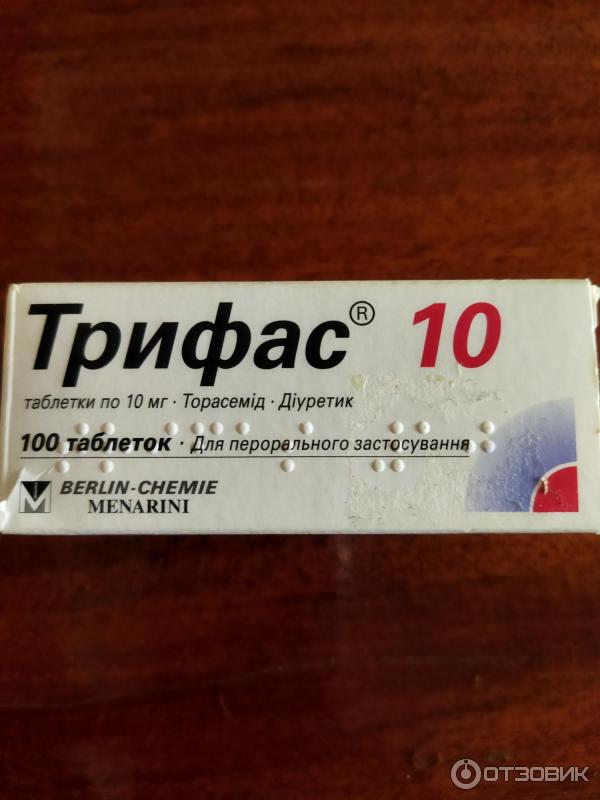 Трифас® 10
таблетки по 10 мг · Торасемід · Діуретик
100 таблеток · Для перорального застосування
BERLIN-CHEMIE
MENARINI
ОТЗОВИК